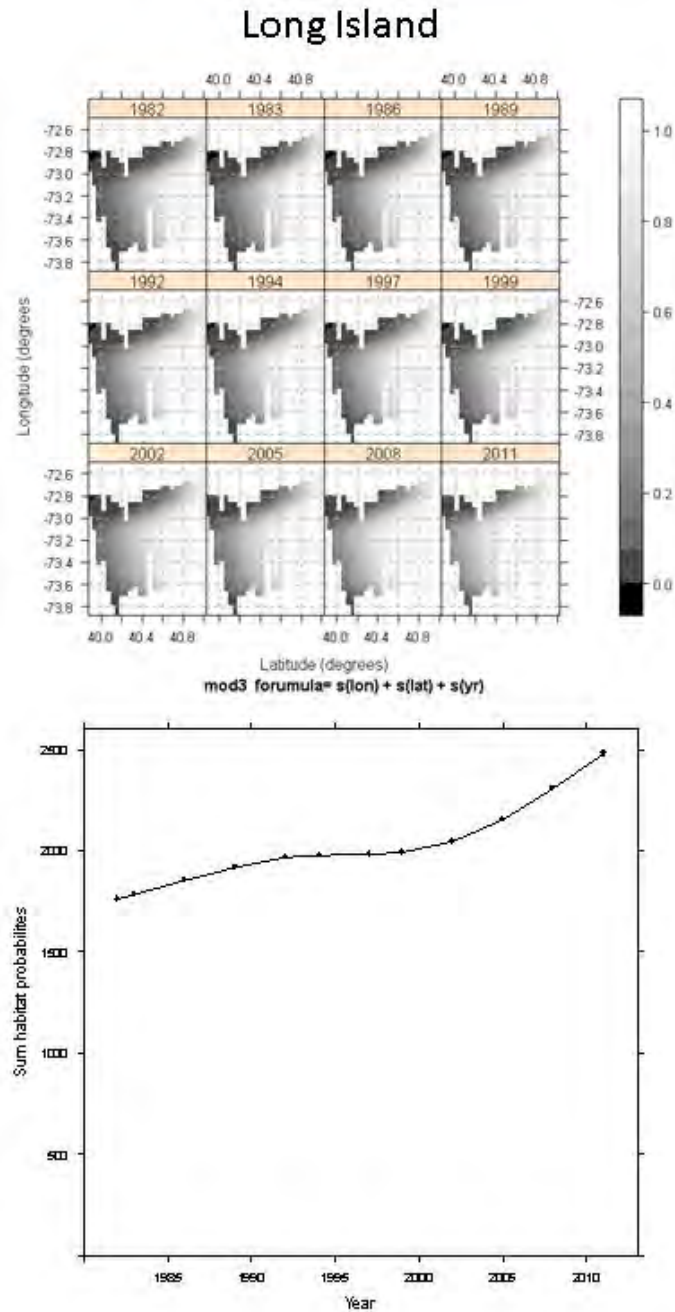 Long Island
40.0 40.4 40.8 40.0 40.4 40.8
1982 1983 1986 1989
-72.6
-72.8
-73.0
-73.2
-73.4
-73.6
-73.8
1992 1994 1997 1999
-72.6
-72.8
-73.0
-73.2
-73.4
-73.6
-73.8
2002 2005 2008 2011
-72.6
-72.8
-73.0
-73.2
-73.4
-73.6
-73.8
40.0 40.4 40.8 40.0 40.4 40.8
Longitude (degrees
1.0
0.8
0.6
0.4
0.2
0.0
Latitude (degrees)
mod3 forumula= s(lon) + s(lat) + s(yr)
2500
2000
1500
1000
500
Sum habitat probabilites
1985 1990 1995 2000 2005 2010
Year